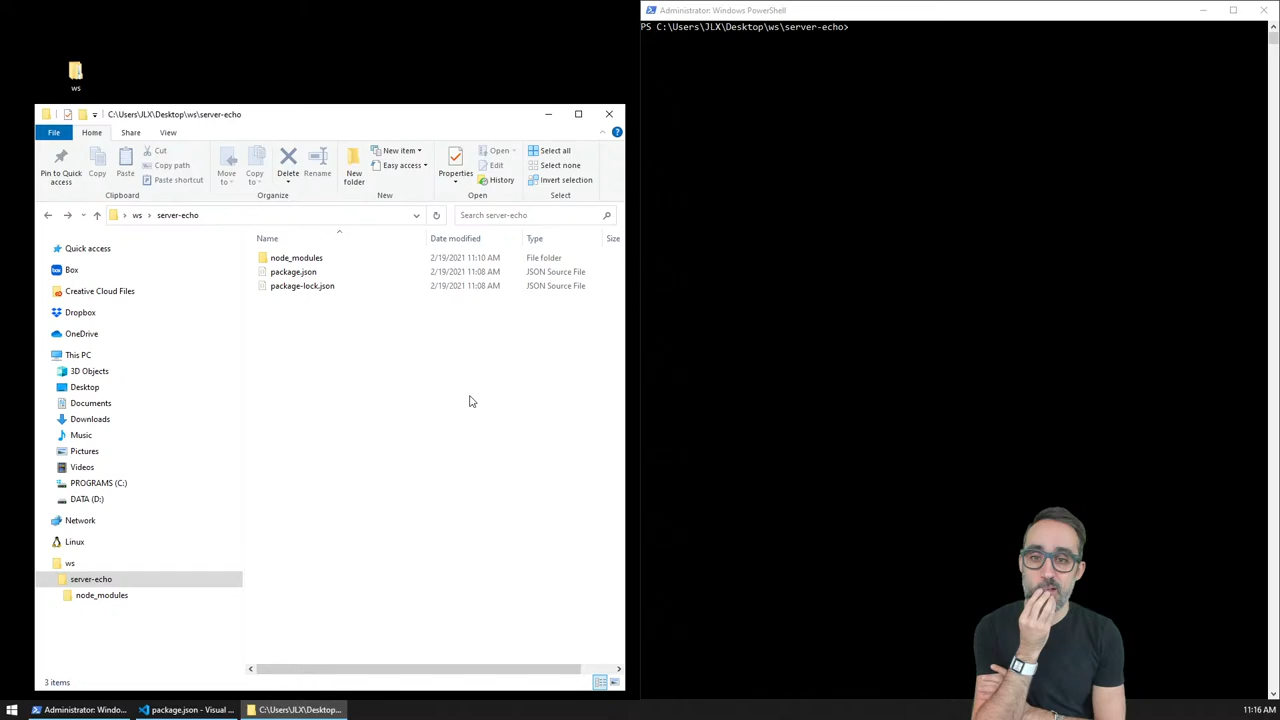 Administrator: Windows PowerShell
PS C:\Users\JLX\Desktop\ws\server-echo>
ws
C:\Users\JLX\Desktop\ws\server-echo
File Home Share View
Pin to Quick access
Copy
Paste
Cut
Copy path
Paste shortcut
Clipboard
Move to
Copy to
Delete
Rename
Organize
New folder
New item
Easy access
New
Properties
Open
Edit
History
Open
Select all
Select none
Invert selection
Select
ws server-echo
Search server-echo
Name Date modified Type Size
node_modules 2/19/2021 11:10 AM File folder
package.json 2/19/2021 11:08 AM JSON Source File
package-lock.json 2/19/2021 11:08 AM JSON Source File
Quick access
Box
Creative Cloud Files
Dropbox
OneDrive
This PC
3D Objects
Desktop
Documents
Downloads
Music
Pictures
Videos
PROGRAMS (C:)
DATA (D:)
Network
Linux
ws
server-echo
node_modules
3 items
Administrator: Windo...
package.json - Visual ...
C:\Users\JLX\Desktop...
11:16 AM